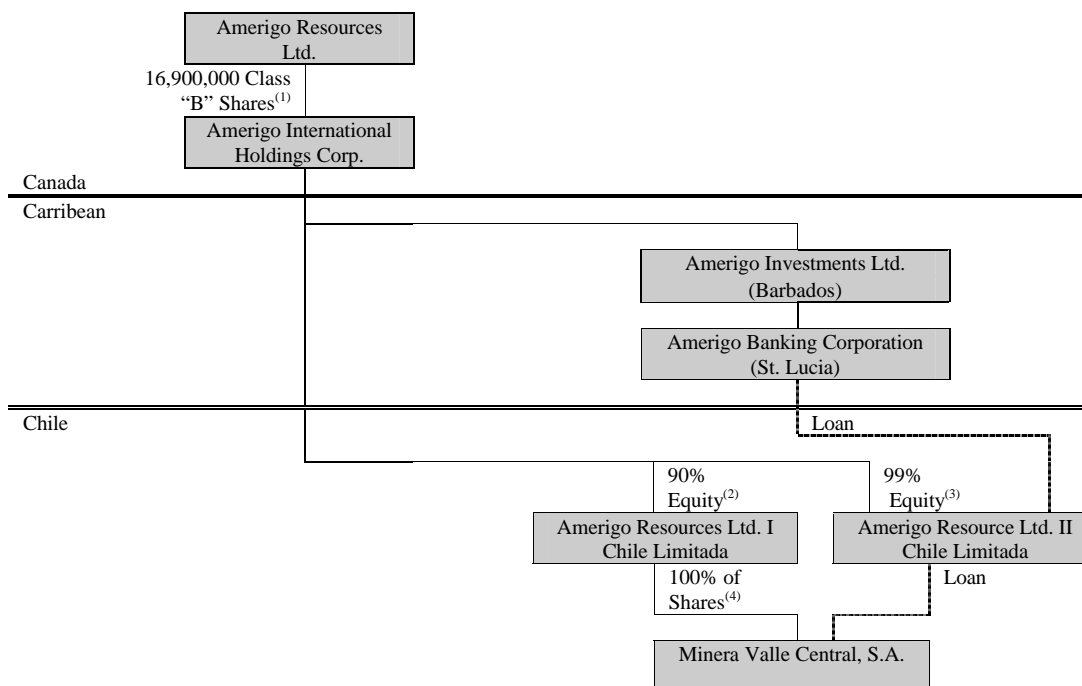 Amerigo Resources
Ltd.
16,900,000 Class
“B” Shares(1)
Amerigo International
Holdings Corp.
Canada
Carribean
Amerigo Investments Ltd.
(Barbados)
Amerigo Banking Corporation
(St. Lucia)
Chile
Loan
90%
Equity(2)
99%
Equity(3)
Amerigo Resources Ltd. I
Chile Limitada
Amerigo Resource Ltd. II
Chile Limitada
100% of
Shares(4)
Loan
Minera Valle Central, S.A.